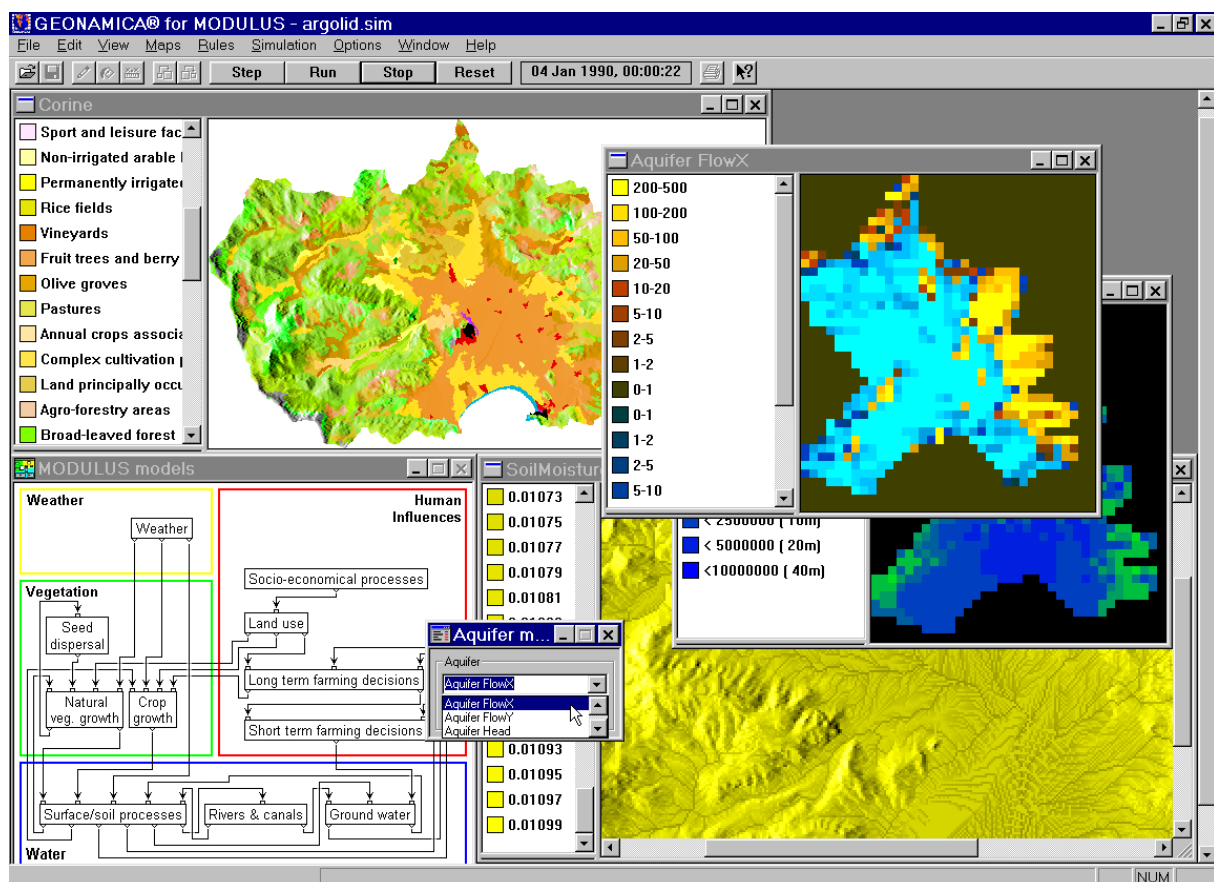 GEONAMICA® for MODULUS - argolid.sim
File Edit View Maps Rules Simulation Options Window Help
Step Run Stop Reset 04 Jan 1990, 00:00:22
Corine
Sport and leisure fac
Non-irrigated arable
Permanently irrigate
Rice fields
Vineyards
Fruit trees and berry
Olive groves
Pastures
Annual crops associa
Complex cultivation
Land principally occu
Agro-forestry areas
Broad-leaved forest
Aquifer FlowX
200-500
100-200
50-100
20-50
10-20
5-10
2-5
1-2
0-1
0-1
1-2
2-5
5-10
< 2500000 ( 10m)
< 5000000 ( 20m)
<10000000 ( 40m)
MODULUS models
Weather
Weather
Human
Influences
Vegetation
Seed
dispersal
Natural
veg. growth
Crop
growth
Socio-economical processes
Land use
Long term farming decisions
Short term farming decisions
Surface/soil processes
Rivers & canals
Ground water
Water
SoilMoisture
0.01073
0.01075
0.01077
0.01079
0.01081
0.01093
0.01095
0.01097
0.01099
Aquifer m...
Aquifer
Aquifer FlowX
Aquifer FlowX
Aquifer FlowY
Aquifer Head
NUM